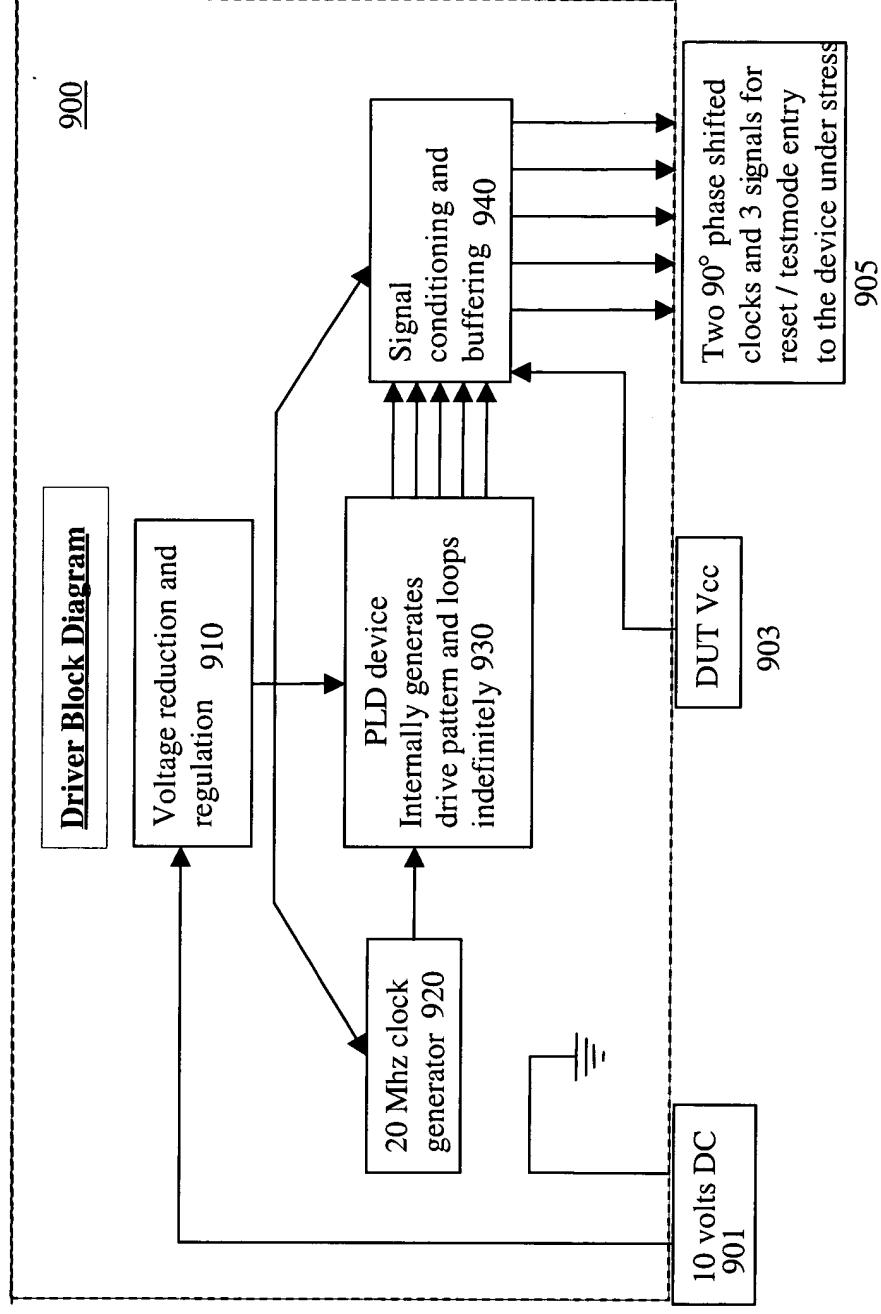 900
Driver Block Diagram
Voltage reduction and
regulation 910
20 Mhz clock
generator 920
PLD device
Internally generates
drive pattern and loops
indefinitely 930
Signal
conditioning and
buffering 940
10 volts DC
901
DUT Vcc
903
Two 90° phase shifted
clocks and 3 signals for
reset / testmode entry
to the device under stress
905